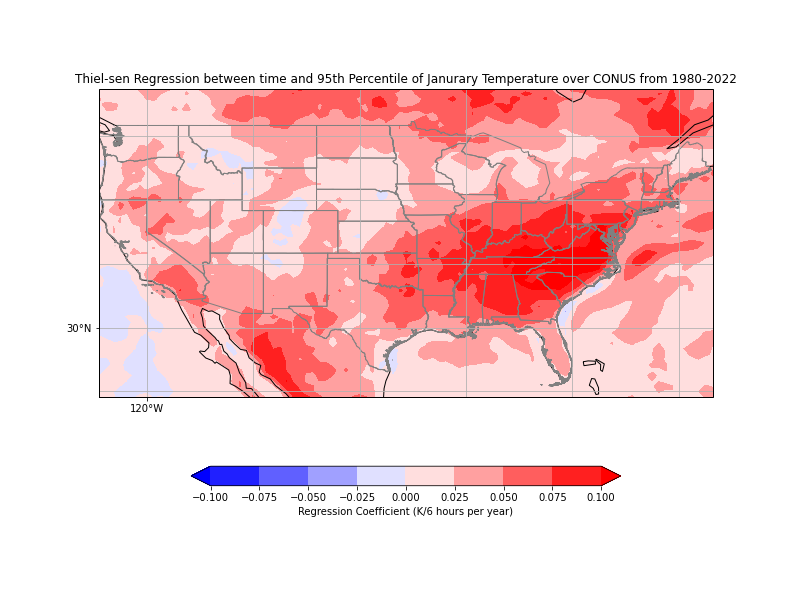 Thiel-sen Regression between time and 95th Percentile of Janurary Temperature over CONUS from 1980-2022
30°N
120°W
−0.100 −0.075 −0.050 −0.025 0.000 0.025 0.050 0.075 0.100
Regression Coefficient (K/6 hours per year)